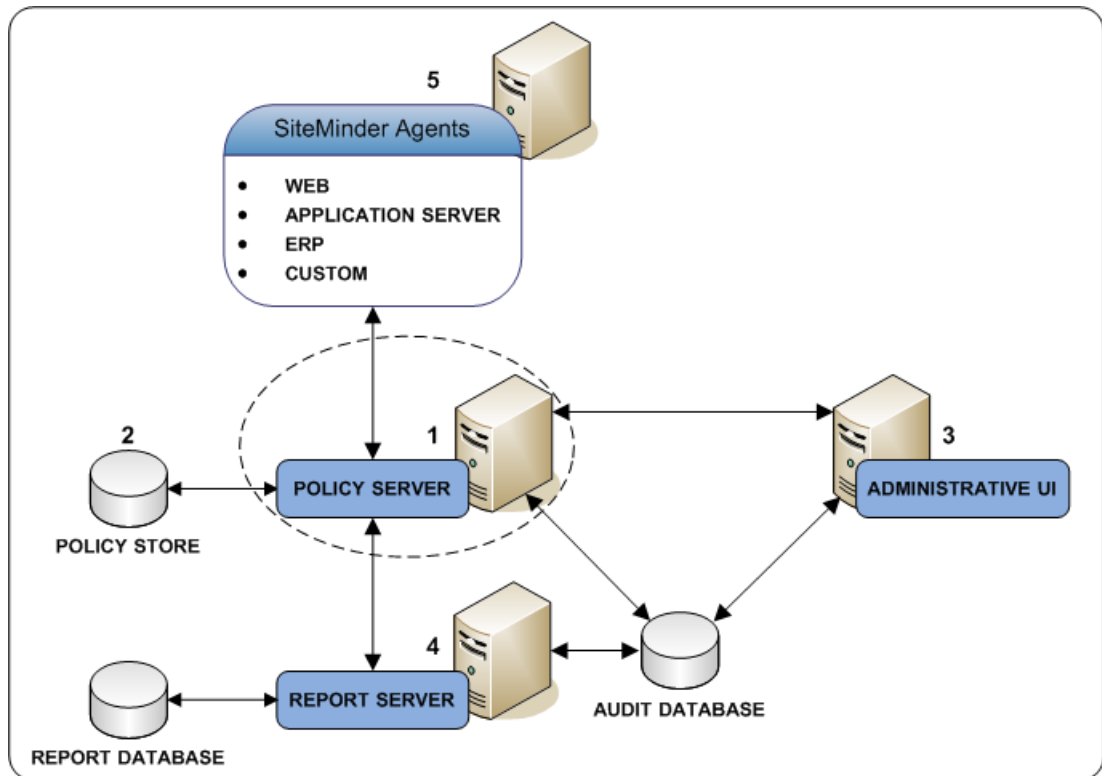 5
SiteMinder Agents
• WEB
• APPLICATION SERVER
• ERP
• CUSTOM
2
1
3
POLICY SERVER
ADMINISTRATIVE UI
POLICY STORE
4
REPORT SERVER
AUDIT DATABASE
REPORT DATABASE